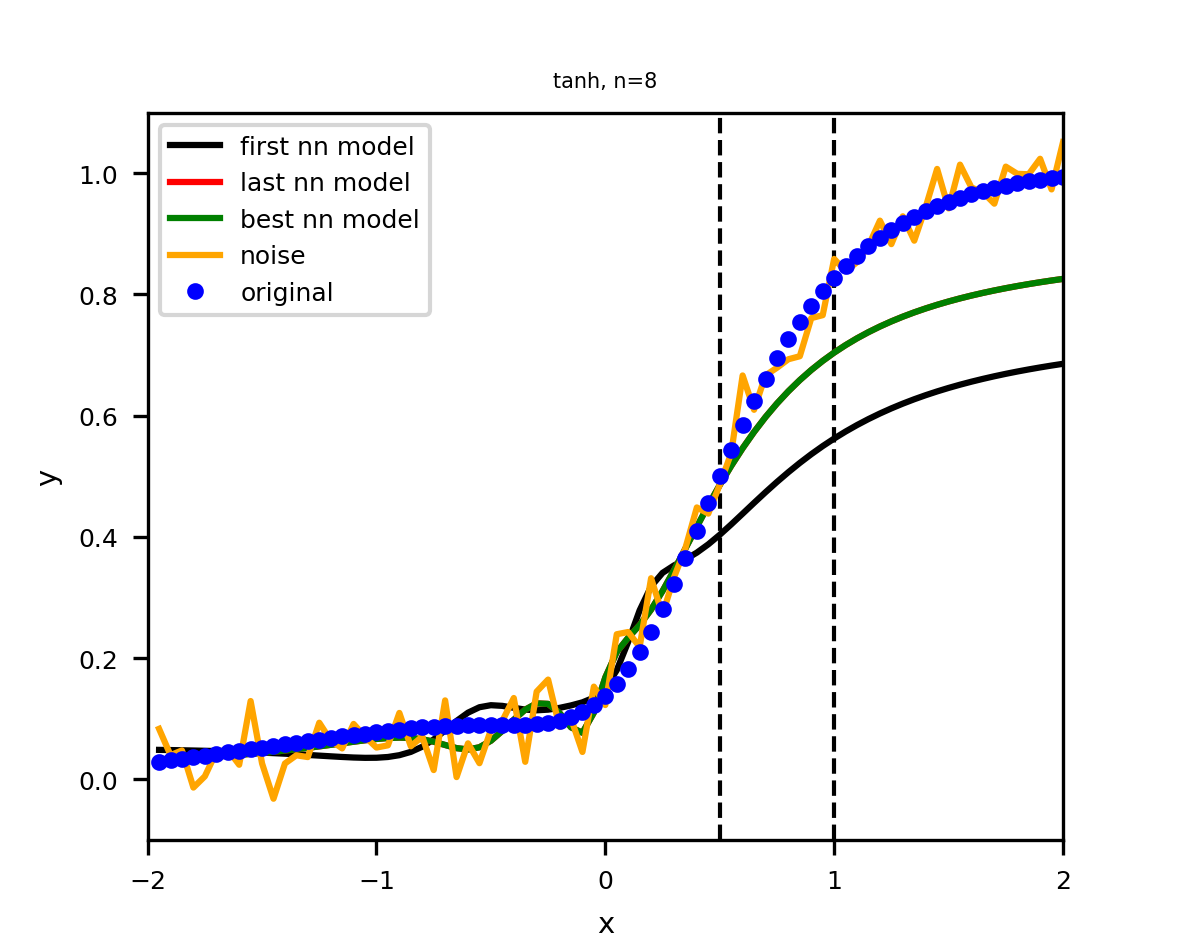 tanh, n=8
first nn model
last nn model
best nn model
noise
original
1.0
0.8
0.6
0.4
0.2
0.0
y
−2
−1
0
1
2
x